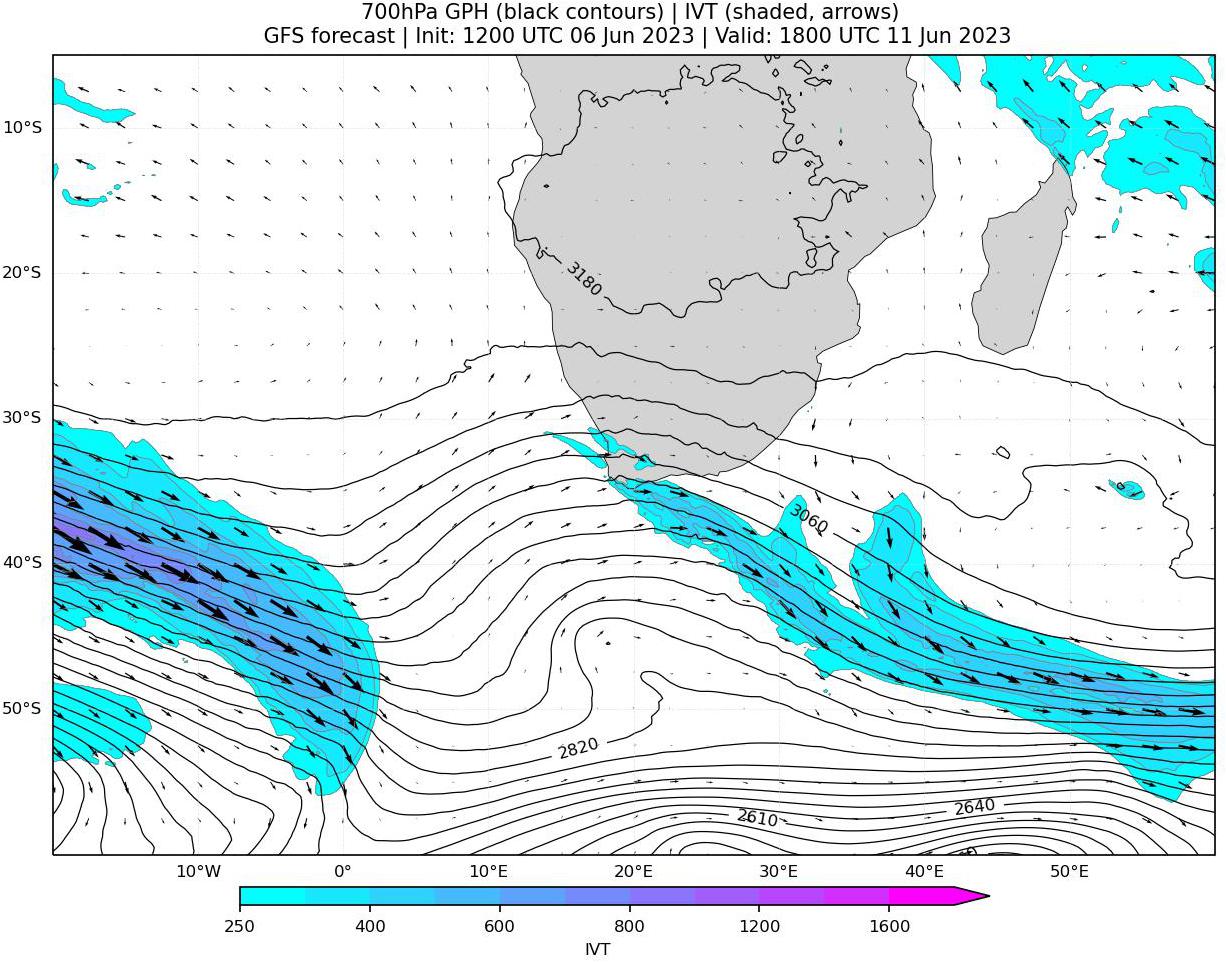 700hPa GPH (black contours) | IVT (shaded, arrows)
GFS forecast | Init: 1200 UTC 06 Jun 2023 | Valid: 1800 UTC 11 Jun 2023
10°S
20°S
3180
30°S
3060
40°S
50°S
2820
2640
2610
10°W 0° 10°E 20°E 30°E 40°E 50°E
250 400 600 800 1200 1600
IVT